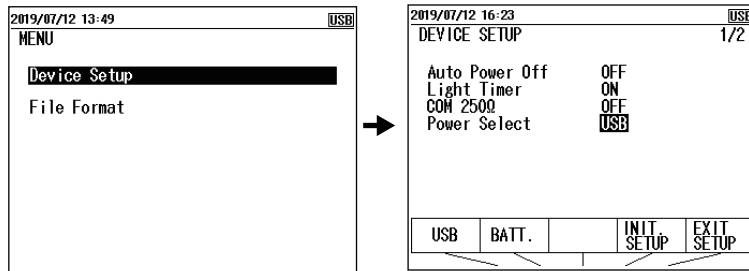 2019/07/12 13:49 USB
MENU
Device Setup
File Format
2019/07/12 16:23 USB
DEVICE SETUP 1/2
Auto Power Off OFF
Light Timer ON
COM 250Ω OFF
Power Select USB
USB BATT. INIT. SETUP EXIT SETUP